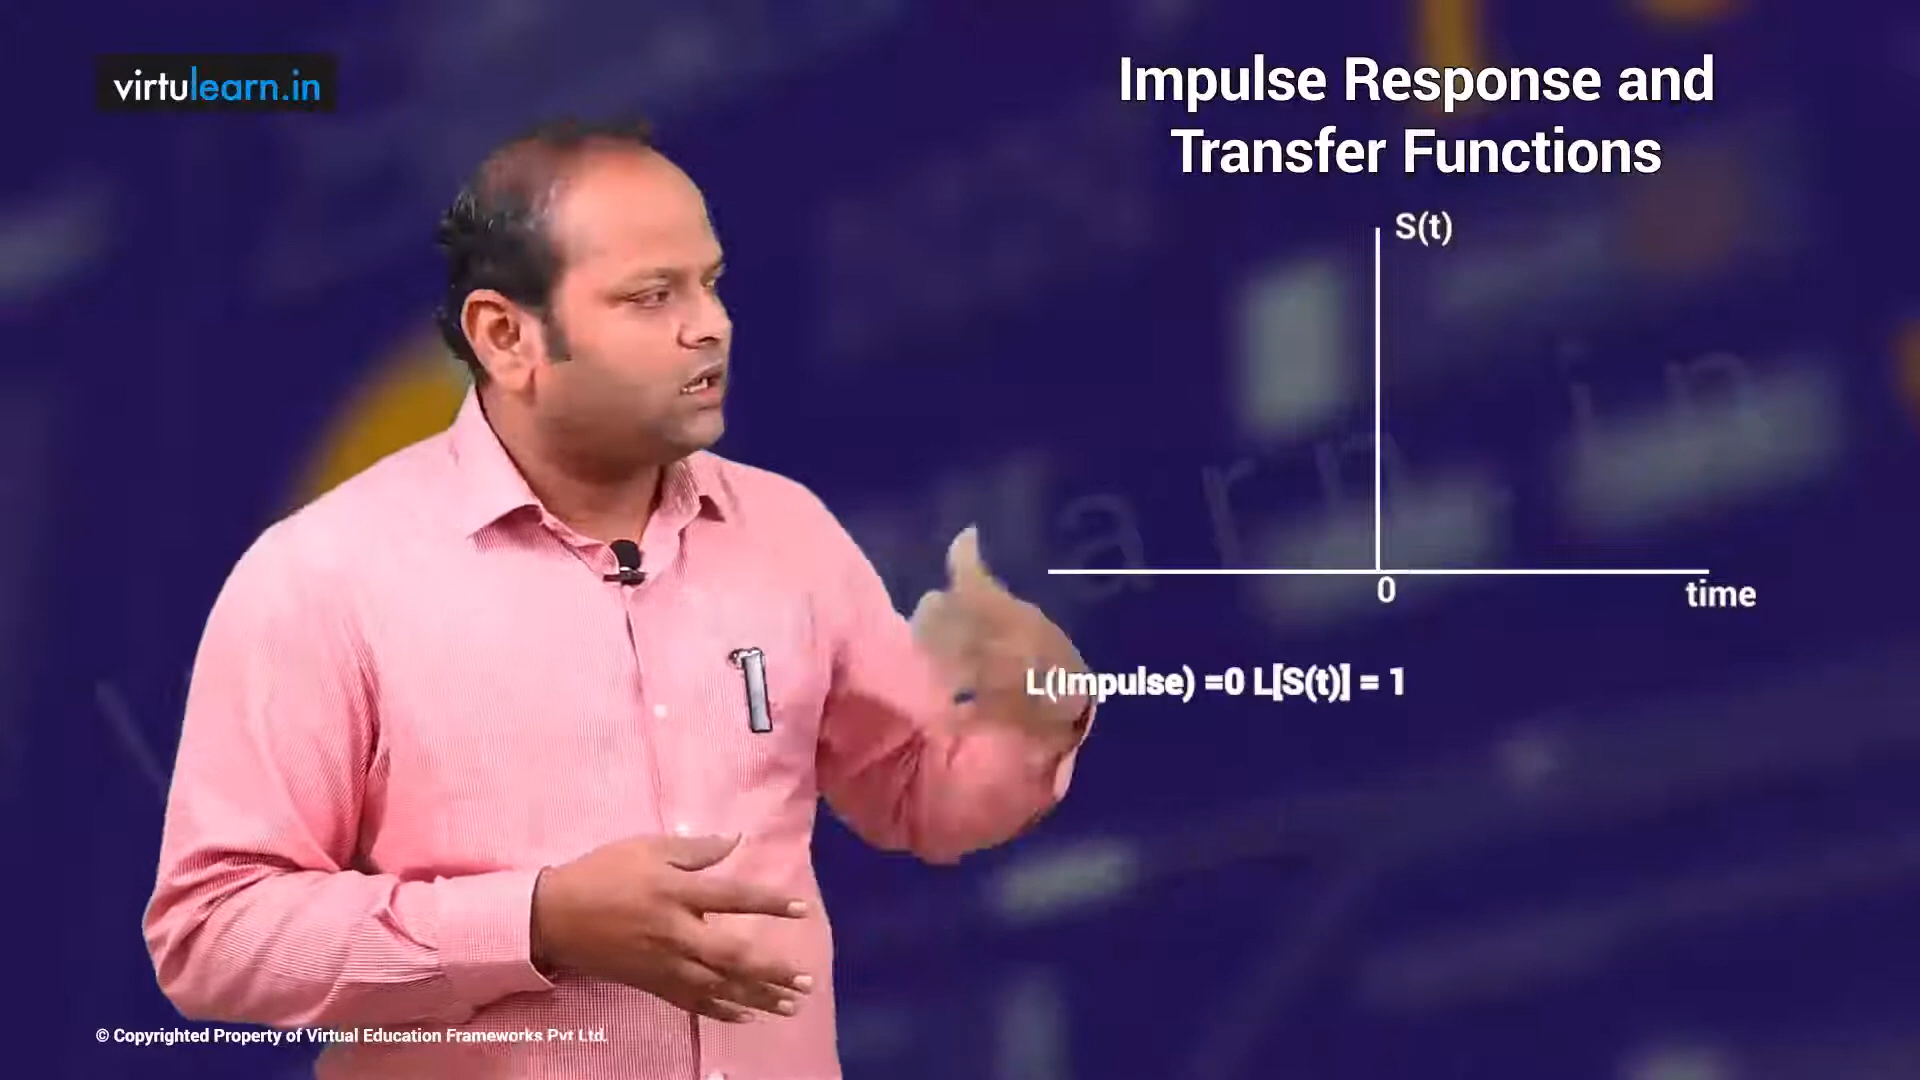 virtulearn.in
Impulse Response and
Transfer Functions
S(t)
0
time
L(Impulse) =0 L[S(t)] = 1
© Copyrighted Property of Virtual Education Frameworks Pvt Ltd.